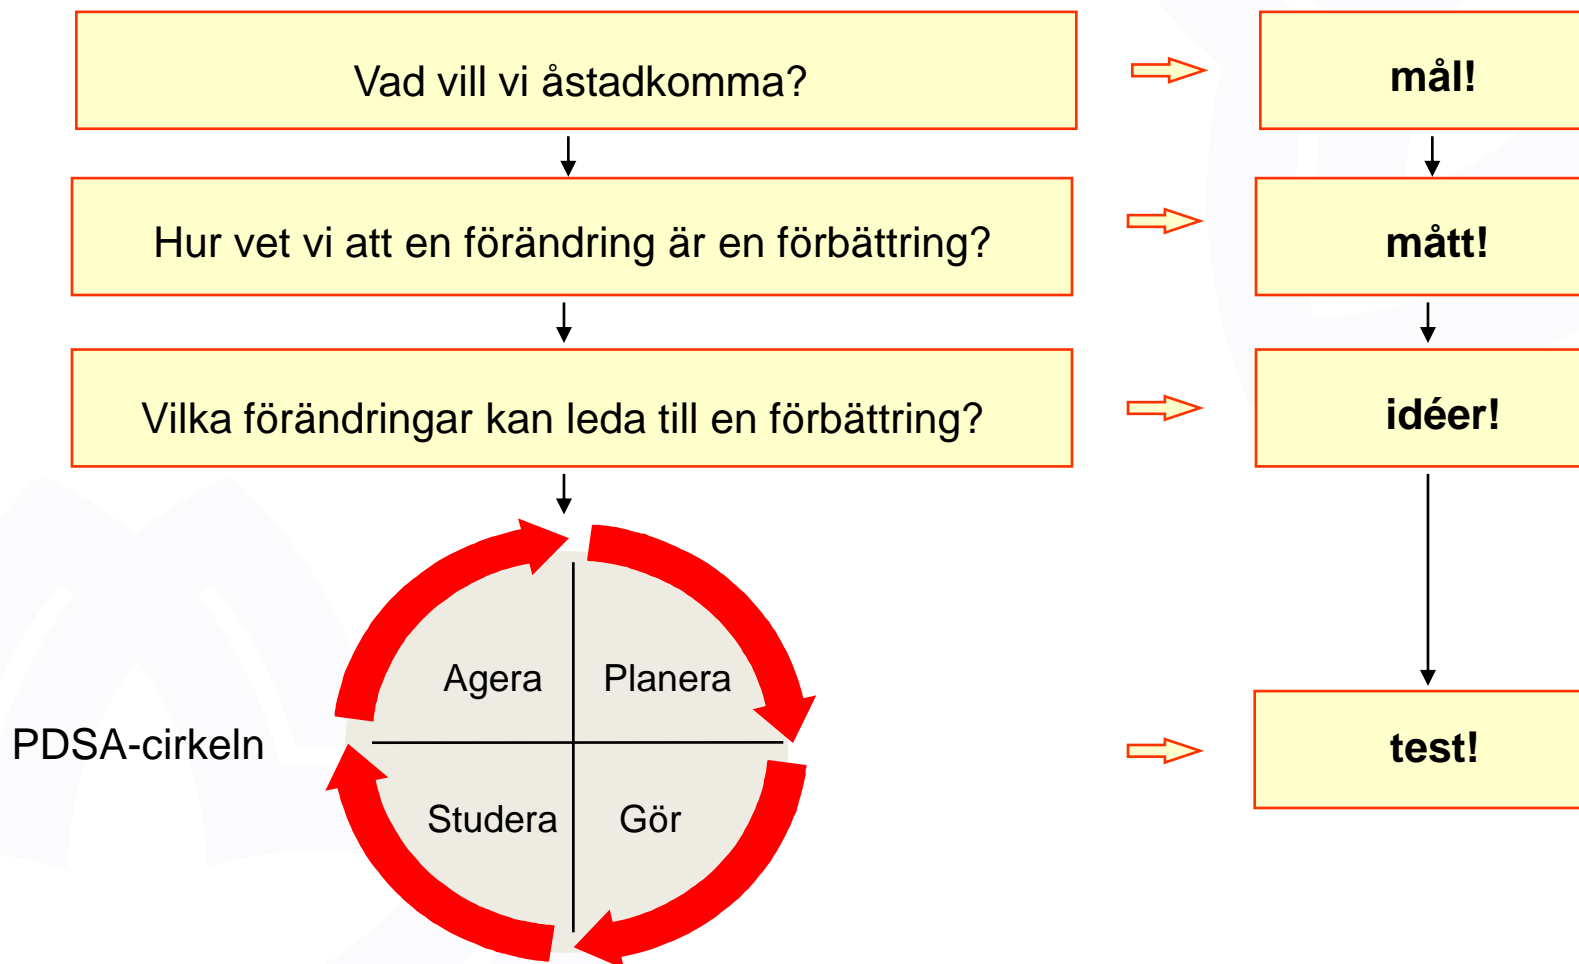 Vad vill vi åstadkomma?
mål!
Hur vet vi att en förändring är en förbättring?
mått!
Vilka förändringar kan leda till en förbättring?
idéer!
Agera
Planera
PDSA-cirkeln
test!
Studera
Gör